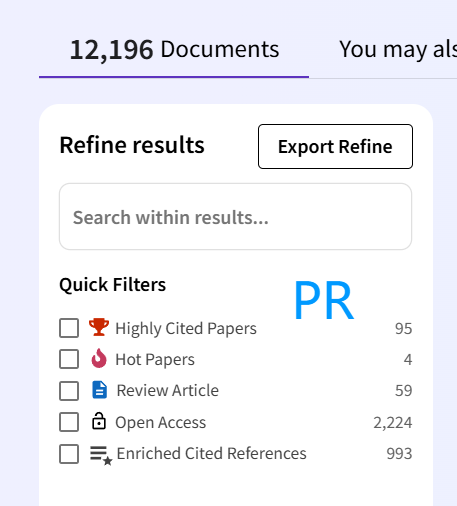 12,196 Documents
You may als
Refine results
Export Refine
Search within results...
Quick Filters
PR
Highly Cited Papers 95
Hot Papers 4
Review Article 59
Open Access 2,224
Enriched Cited References 993